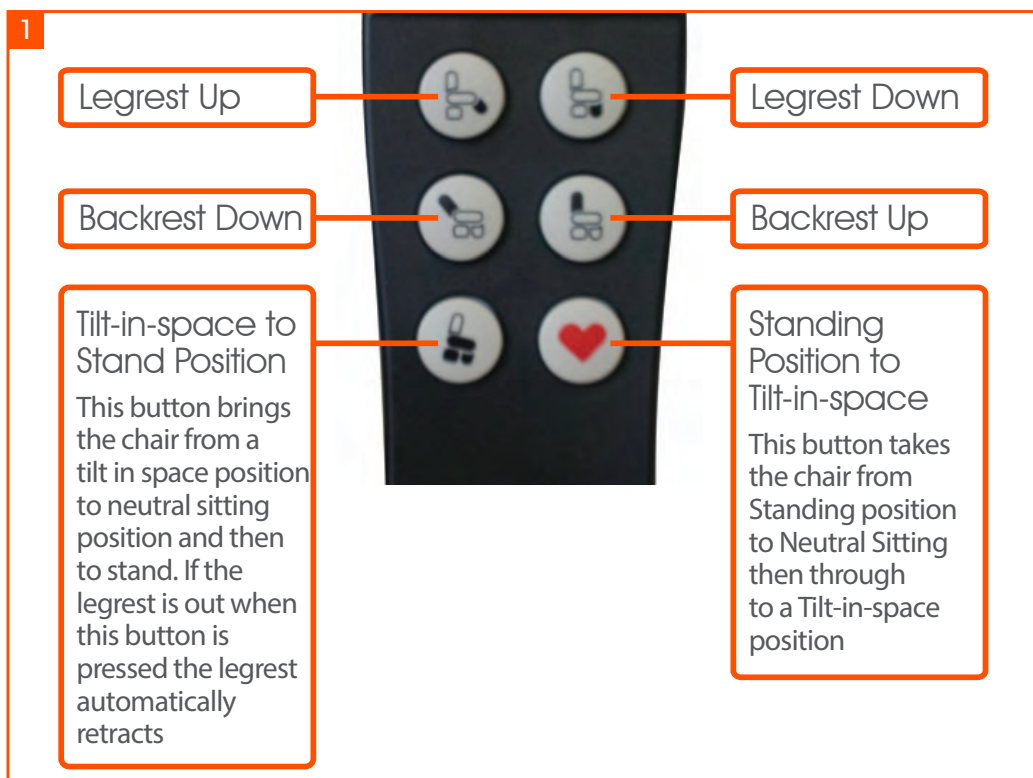 1
Legrest Up
Legrest Down
Backrest Down
Backrest Up
Tilt-in-space to
Stand Position
This button brings
the chair from a
tilt in space position
to neutral sitting
position and then
to stand. If the
legrest is out when
this button is
pressed the legrest
automatically
retracts
Standing
Position to
Tilt-in-space
This button takes
the chair from
Standing position
to Neutral Sitting
then through
to a Tilt-in-space
position